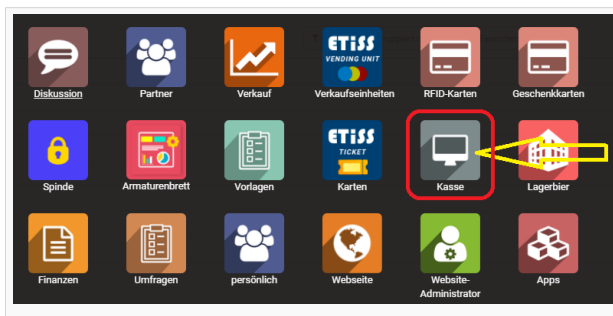 ETiSS
VENDING UNIT
Diskussion
Partner
Verkauf
Verkaufseinheiten
RFID-Karten
Geschenkkarten
ETiSS
TICKET
Spinde
Armaturenbrett
Vorlagen
Karten
Kasse
Lagerbier
Finanzen
Umfragen
persönlich
Webseite
Website-
Administrator
Apps